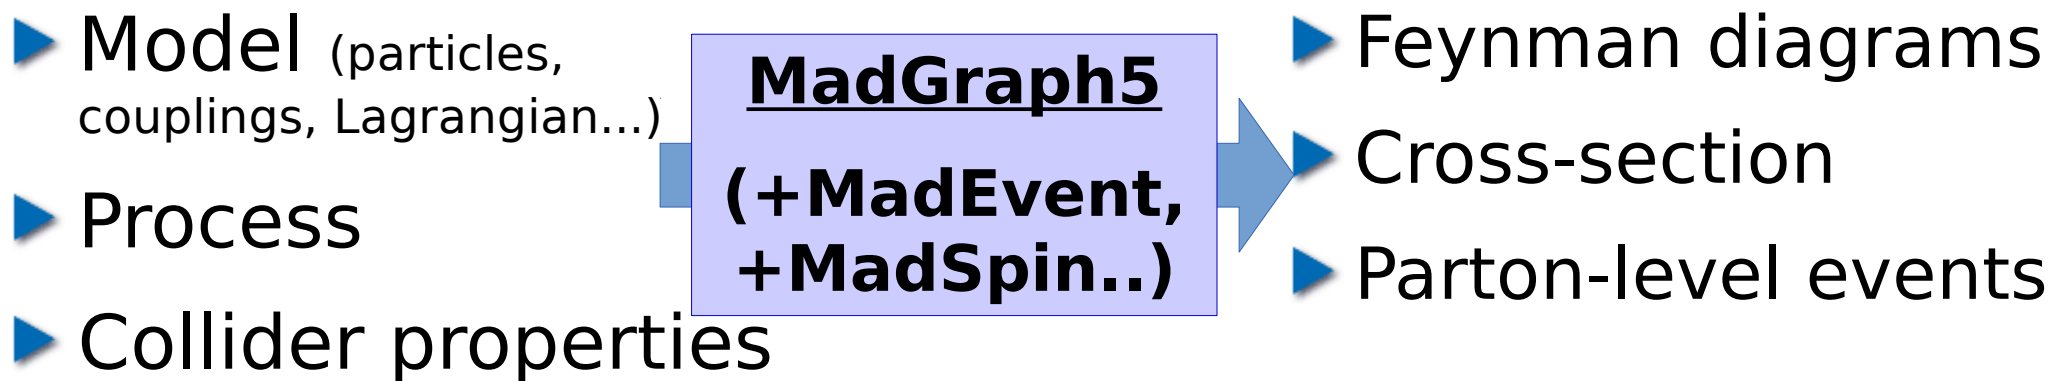 Model (particles,
couplings, Lagrangian...)
Process
Collider properties
MadGraph5
(+MadEvent,
+MadSpin..)
Feynman diagrams
Cross-section
Parton-level events